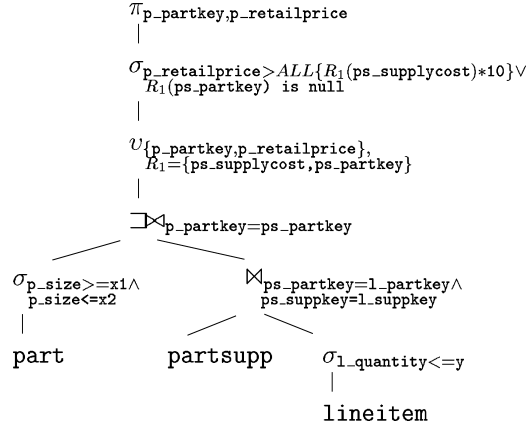 π p_partkey,p_retailprice
σ p_retailprice>ALL{R₁(ps_supplycost)*10}∨
R₁(ps_partkey) is null
υ {p_partkey,p_retailprice},
R₁={ps_supplycost,ps_partkey}
⟕ p_partkey=ps_partkey
σ p_size>=x1∧
p_size<=x2
⋈ ps_partkey=l_partkey∧
ps_suppkey=l_suppkey
part
partsupp
σ l_quantity<=y
lineitem